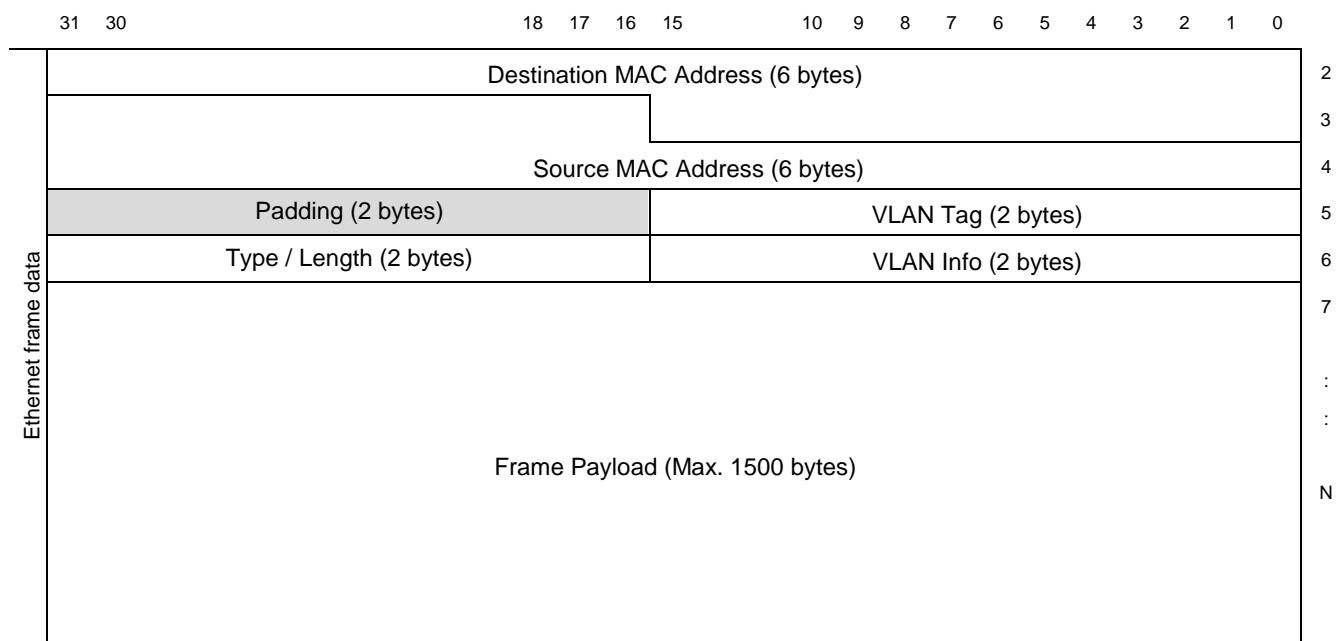 31 30 18 17 16 15 10 9 8 7 6 5 4 3 2 1 0
Destination MAC Address (6 bytes) 2
3
Source MAC Address (6 bytes) 4
Padding (2 bytes) VLAN Tag (2 bytes) 5
Type / Length (2 bytes) VLAN Info (2 bytes) 6
7
:
:
Ethernet frame data
Frame Payload (Max. 1500 bytes)
N